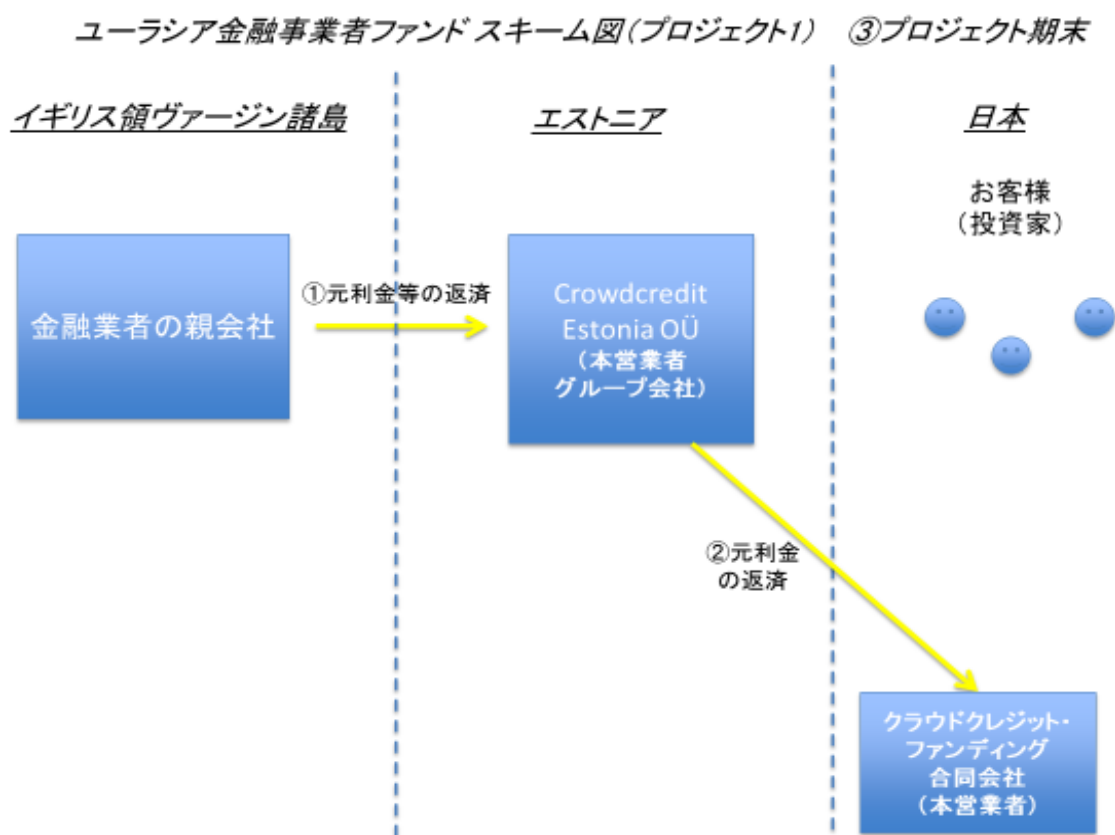 ユーラシア金融事業者ファンド スキーム図（プロジェクト1） ③プロジェクト期末
イギリス領ヴァージン諸島
エストニア
日本
お客様
（投資家）
金融業者の親会社
①元利金等の返済
Crowdcredit
Estonia OÜ
（本営業者
グループ会社）
②元利金
の返済
クラウドクレジット・
ファンディング
合同会社
（本営業者）